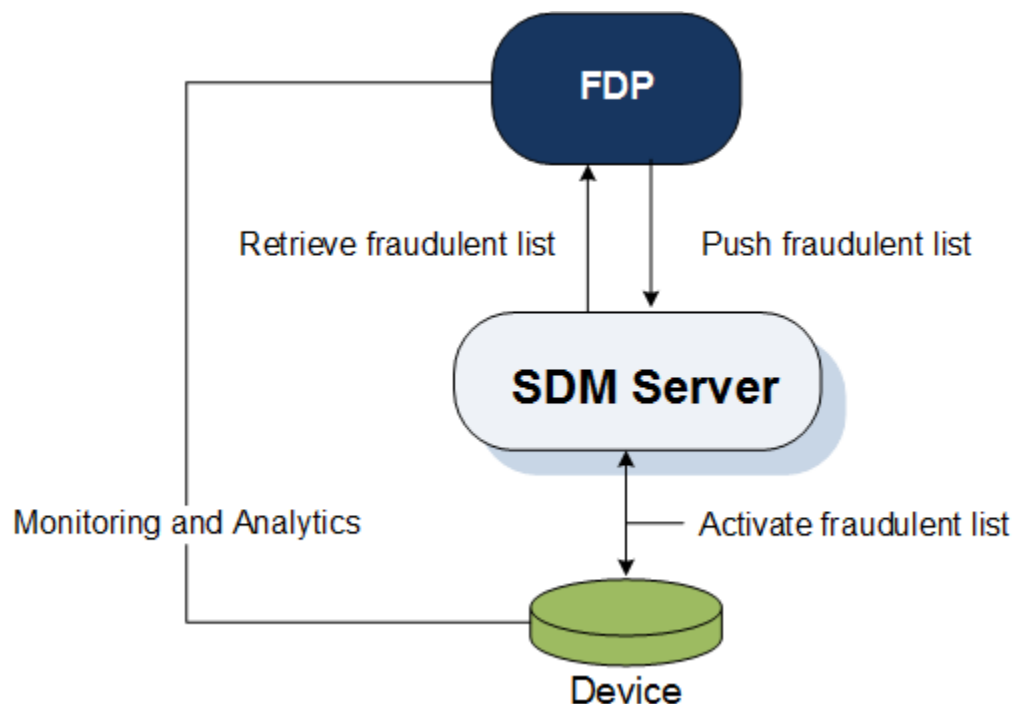 FDP
Retrieve fraudulent list
Push fraudulent list
SDM Server
Monitoring and Analytics
Activate fraudulent list
Device